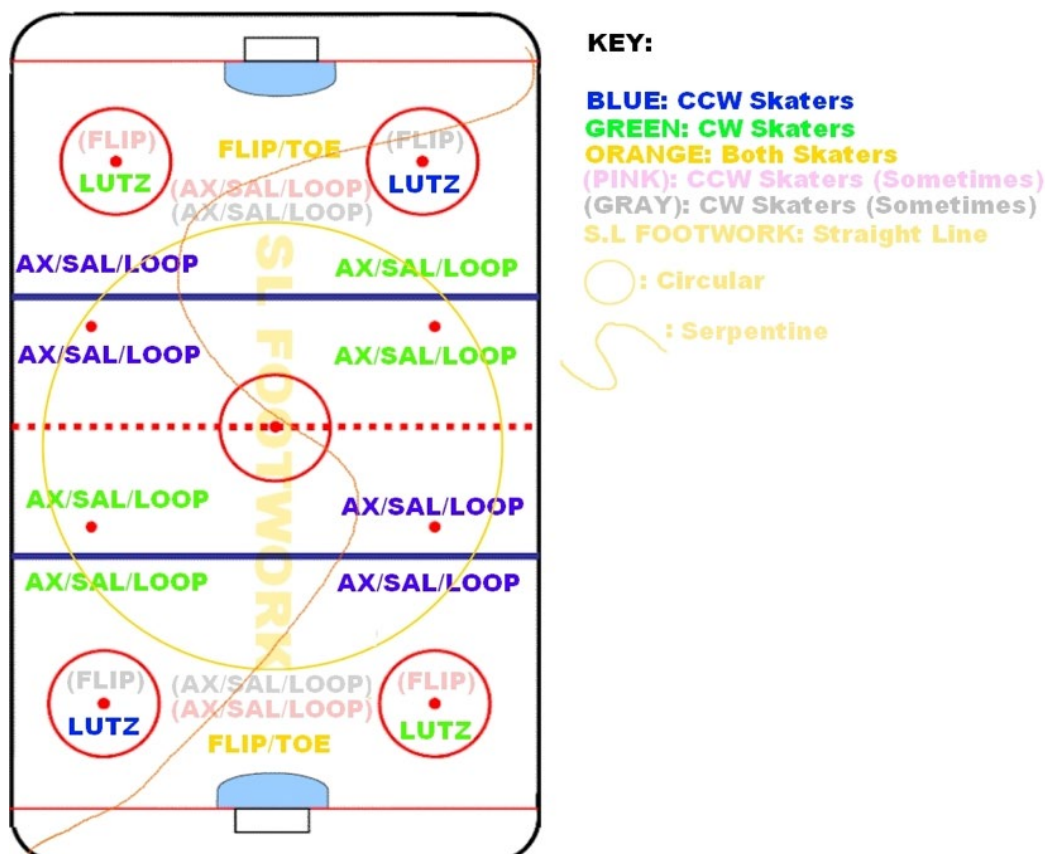 KEY:
BLUE: CCW Skaters
GREEN: CW Skaters
ORANGE: Both Skaters
(PINK): CCW Skaters (Sometimes)
(GRAY): CW Skaters (Sometimes)
S.L FOOTWORK: Straight Line
: Circular
: Serpentine
(FLIP)
LUTZ
FLIP/TOE
(FLIP)
LUTZ
(AX/SAL/LOOP)
(AX/SAL/LOOP)
AX/SAL/LOOP
AX/SAL/LOOP
SL FOOTWORK
AX/SAL/LOOP
AX/SAL/LOOP
AX/SAL/LOOP
AX/SAL/LOOP
AX/SAL/LOOP
AX/SAL/LOOP
(FLIP)
LUTZ
(AX/SAL/LOOP)
(AX/SAL/LOOP)
FLIP/TOE
(FLIP)
LUTZ